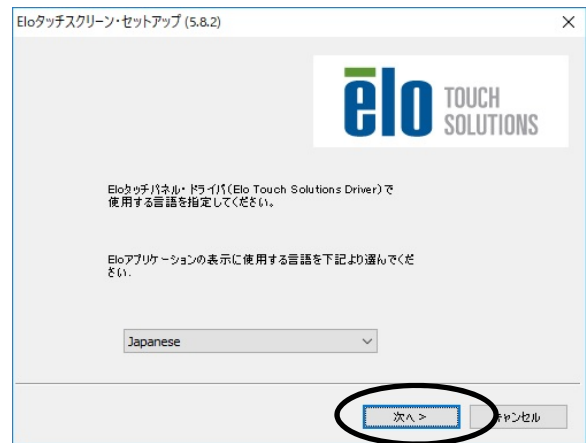 Eloタッチスクリーン・セットアップ (5.8.2)
elo TOUCH
SOLUTIONS
Eloタッチパネル・ドライバ(Elo Touch Solutions Driver)で
使用する言語を指定してください。
Eloアプリケーションの表示に使用する言語を下記より選んでくだ
さい.
Japanese
次へ >
キャンセル